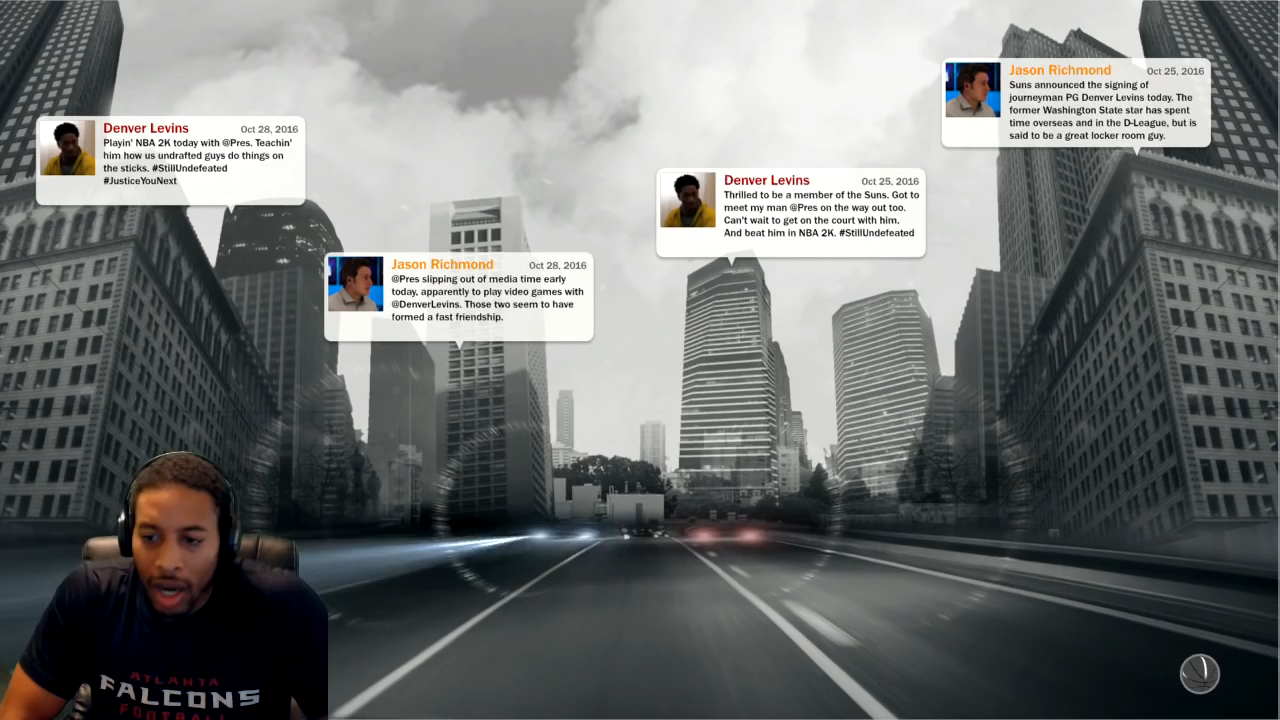 Denver Levins Oct 28, 2016
Playin' NBA 2K today with @Pres. Teachin'
him how us undrafted guys do things on
the sticks. #StillUndefeated
#JusticeYouNext
Jason Richmond Oct 28, 2016
@Pres slipping out of media time early
today, apparently to play video games with
@DenverLevins. Those two seem to have
formed a fast friendship.
Denver Levins Oct 25, 2016
Thrilled to be a member of the Suns. Got to
meet my man @Pres on the way out too.
Can't wait to get on the court with him.
And beat him in NBA 2K. #StillUndefeated
Jason Richmond Oct 25, 2016
Suns announced the signing of
journeyman PG Denver Levins today. The
former Washington State star has spent
time overseas and in the D-League, but is
said to be a great locker room guy.
ATLANTA
FALCONS
FOOTBALL